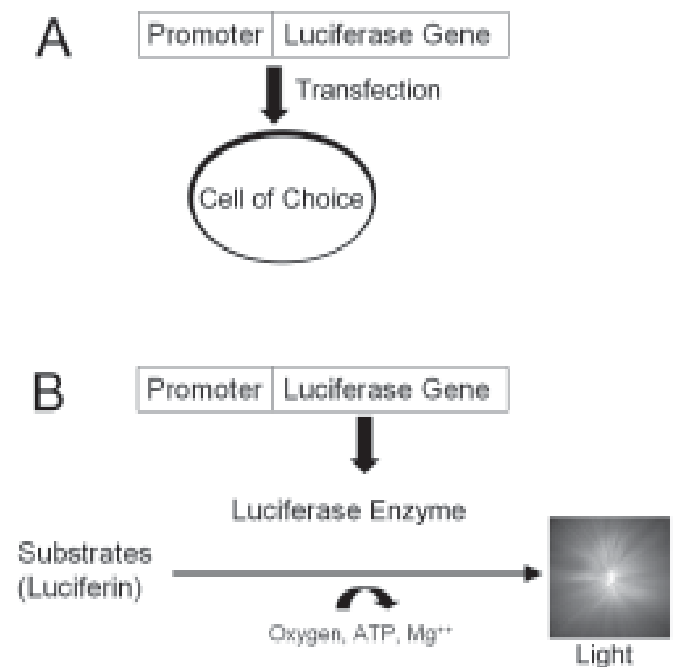 A
Promoter Luciferase Gene
Transfection
Cell of Choice
B
Promoter Luciferase Gene
Luciferase Enzyme
Substrates
(Luciferin)
Oxygen, ATP, Mg⁺⁺
Light